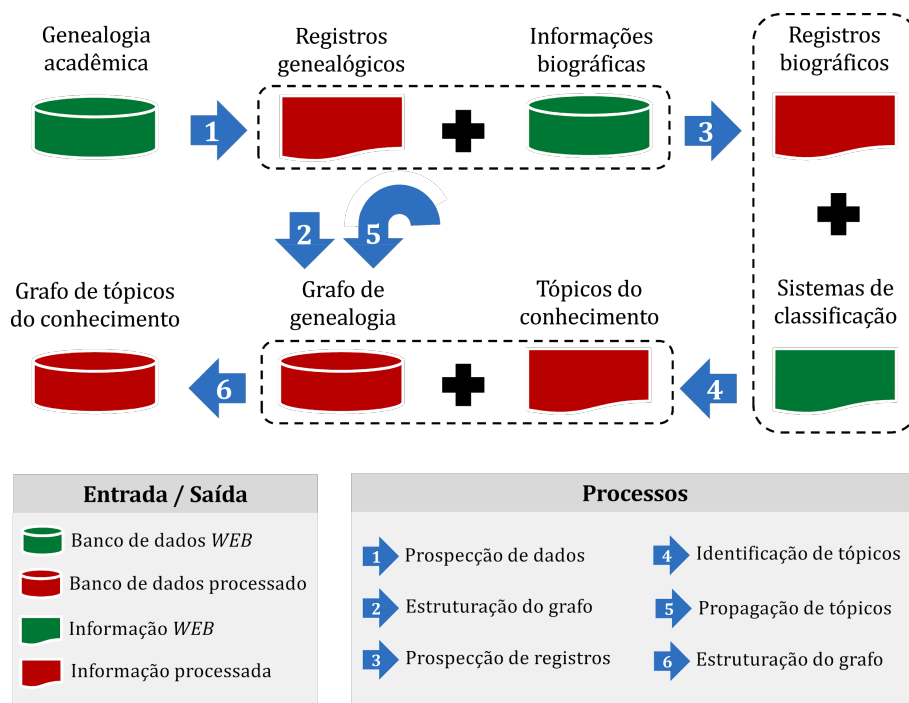 Genealogia
acadêmica
Registros
genealógicos
Informações
biográficas
Registros
biográficos
1
3
2
5
Grafo de tópicos
do conhecimento
Grafo de
genealogia
Tópicos do
conhecimento
Sistemas de
classificação
6
4
Entrada / Saída
Banco de dados WEB
Banco de dados processado
Informação WEB
Informação processada
Processos
1 Prospecção de dados
2 Estruturação do grafo
3 Prospecção de registros
4 Identificação de tópicos
5 Propagação de tópicos
6 Estruturação do grafo